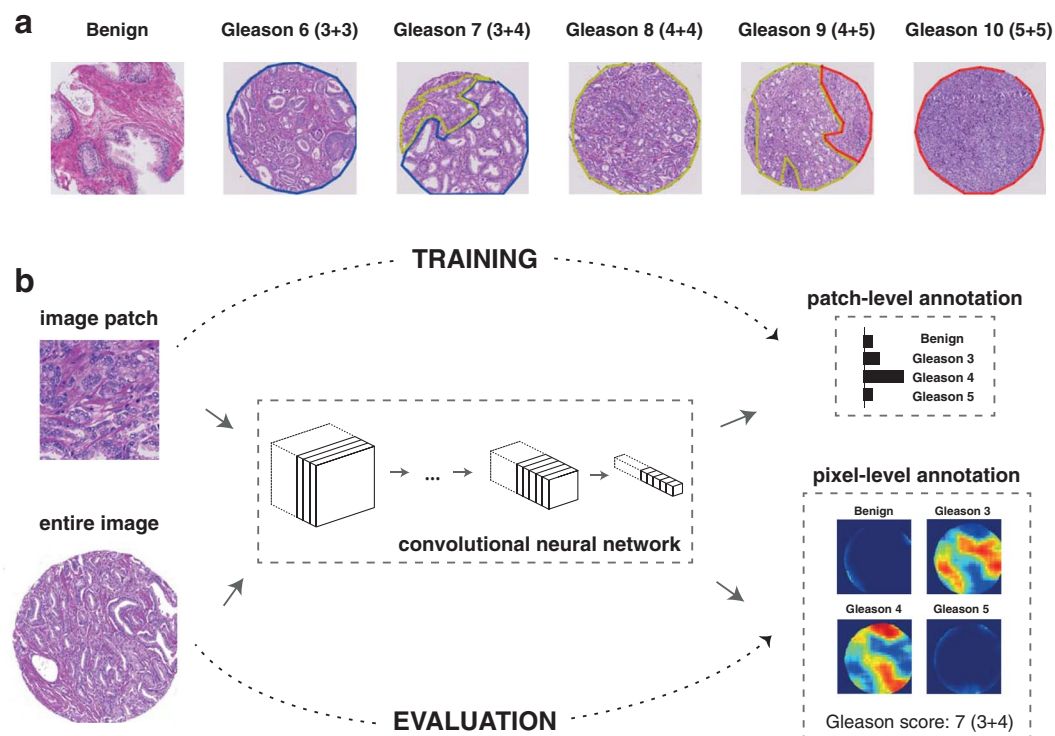 a
Benign
Gleason 6 (3+3)
Gleason 7 (3+4)
Gleason 8 (4+4)
Gleason 9 (4+5)
Gleason 10 (5+5)
b
TRAINING
image patch
patch-level annotation
Benign
Gleason 3
Gleason 4
Gleason 5
...
convolutional neural network
entire image
pixel-level annotation
Benign
Gleason 3
Gleason 4
Gleason 5
EVALUATION
Gleason score: 7 (3+4)